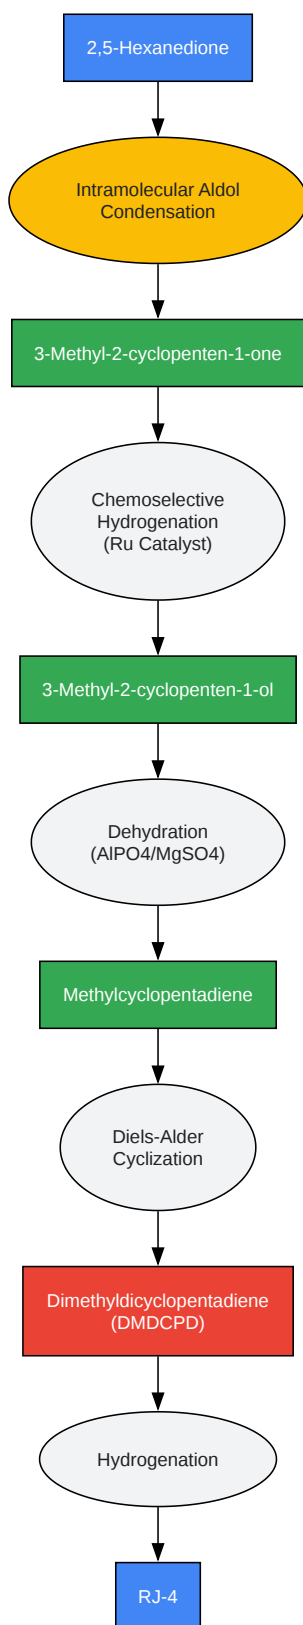 2,5-Hexanedione
Intramolecular Aldol
Condensation
3-Methyl-2-cyclopenten-1-one
Chemoselective
Hydrogenation
(Ru Catalyst)
3-Methyl-2-cyclopenten-1-ol
Dehydration
(AlPO4/MgSO4)
Methylcyclopentadiene
Diels-Alder
Cyclization
Dimethyldicyclopentadiene
(DMDCPD)
Hydrogenation
RJ-4